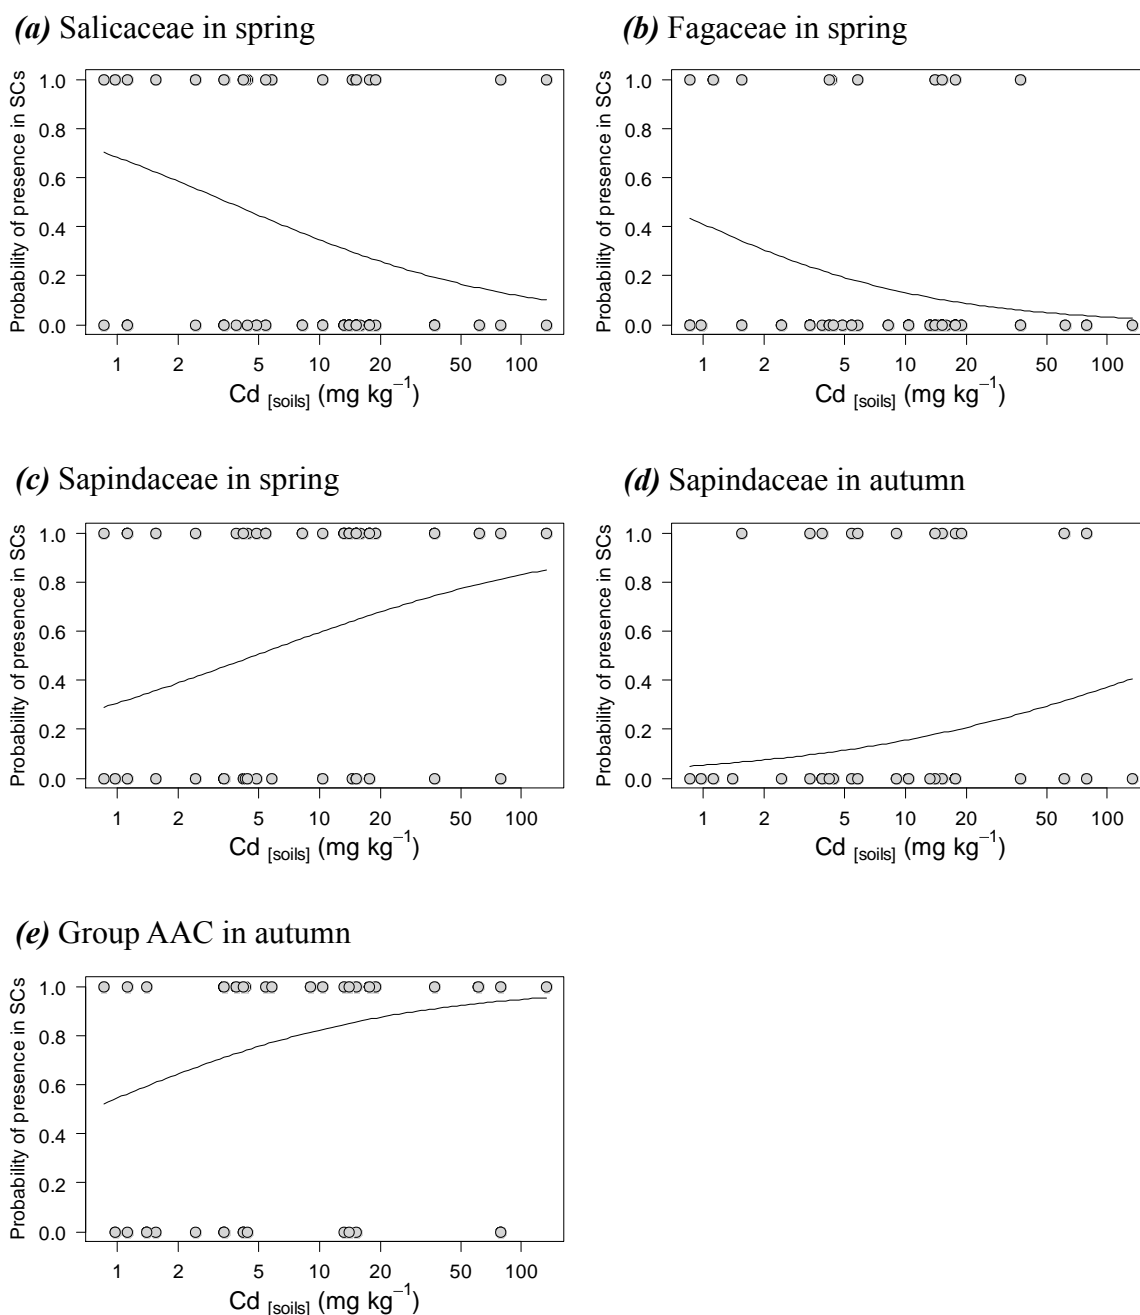 (a) Salicaceae in spring
Probability of presence in SCs
1.0
0.8
0.6
0.4
0.2
0.0
1 2 5 10 20 50 100
Cd [soils] (mg kg⁻¹)
(b) Fagaceae in spring
Probability of presence in SCs
1.0
0.8
0.6
0.4
0.2
0.0
1 2 5 10 20 50 100
Cd [soils] (mg kg⁻¹)
(c) Sapindaceae in spring
Probability of presence in SCs
1.0
0.8
0.6
0.4
0.2
0.0
1 2 5 10 20 50 100
Cd [soils] (mg kg⁻¹)
(d) Sapindaceae in autumn
Probability of presence in SCs
1.0
0.8
0.6
0.4
0.2
0.0
1 2 5 10 20 50 100
Cd [soils] (mg kg⁻¹)
(e) Group AAC in autumn
Probability of presence in SCs
1.0
0.8
0.6
0.4
0.2
0.0
1 2 5 10 20 50 100
Cd [soils] (mg kg⁻¹)